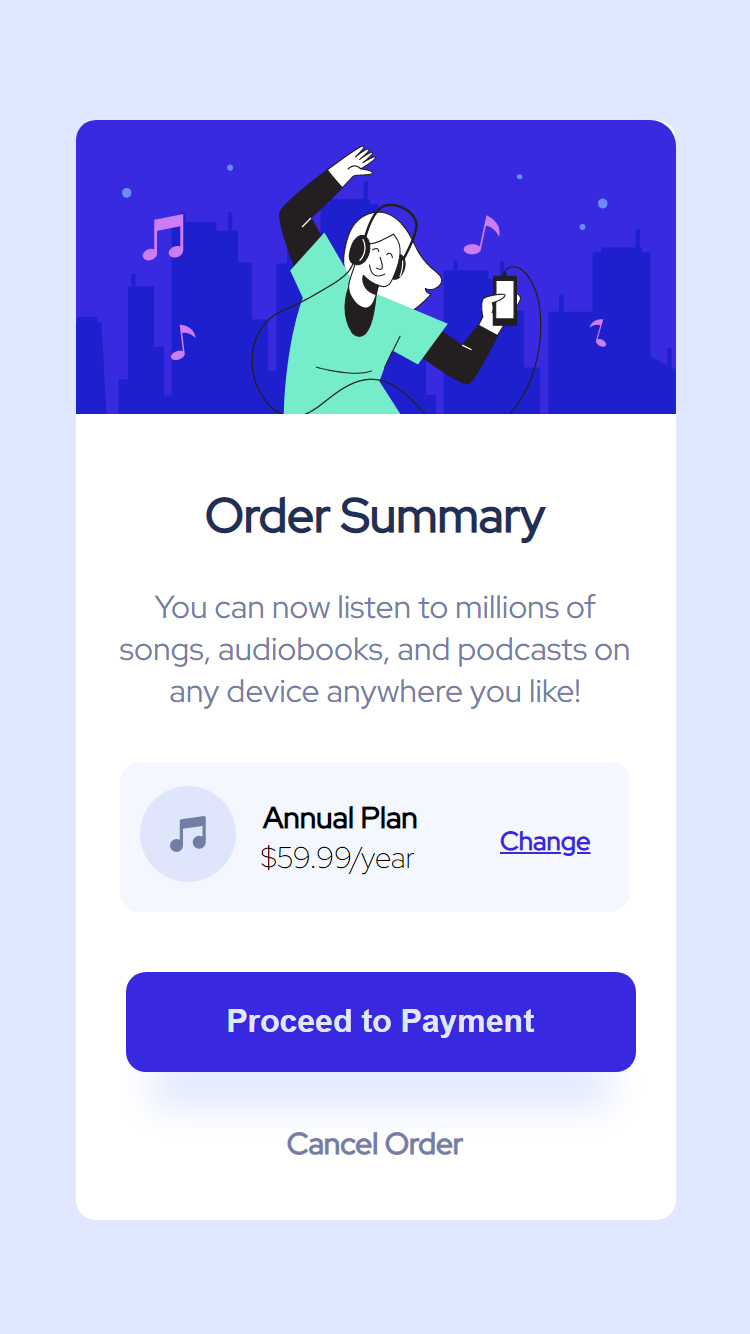 Order Summary
You can now listen to millions of
songs, audiobooks, and podcasts on
any device anywhere you like!
Annual Plan
$59.99/year
Change
Proceed to Payment
Cancel Order